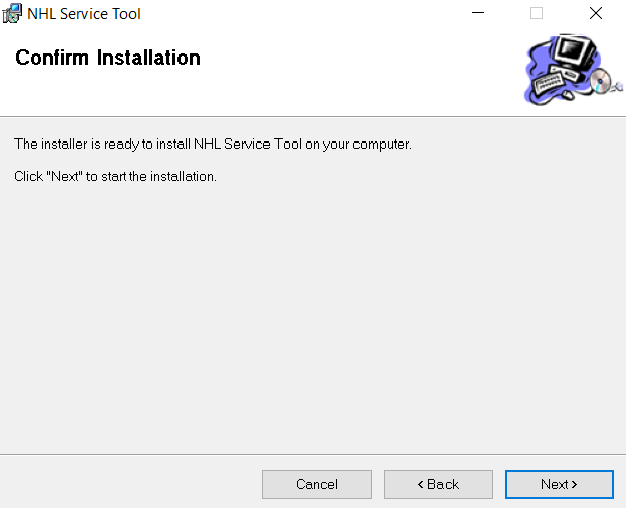 NHL Service Tool
Confirm Installation
The installer is ready to install NHL Service Tool on your computer.
Click "Next" to start the installation.
Cancel
< Back
Next >